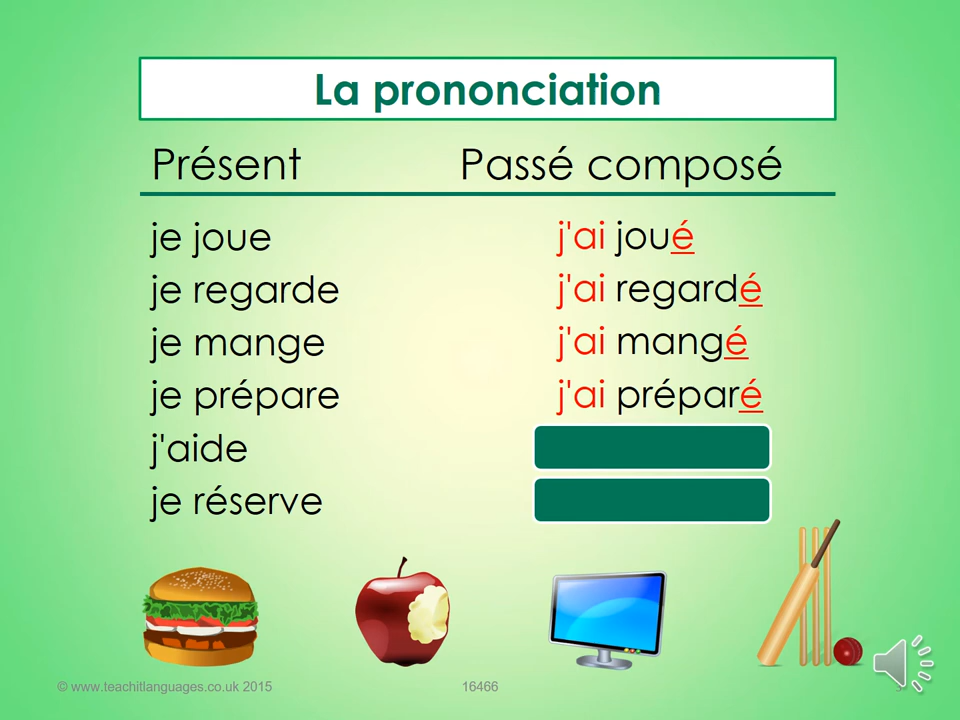 La prononciation
Présent Passé composé
je joue j'ai joué
je regarde j'ai regardé
je mange j'ai mangé
je prépare j'ai préparé
j'aide
je réserve
© www.teachitlanguages.co.uk 2015 16466